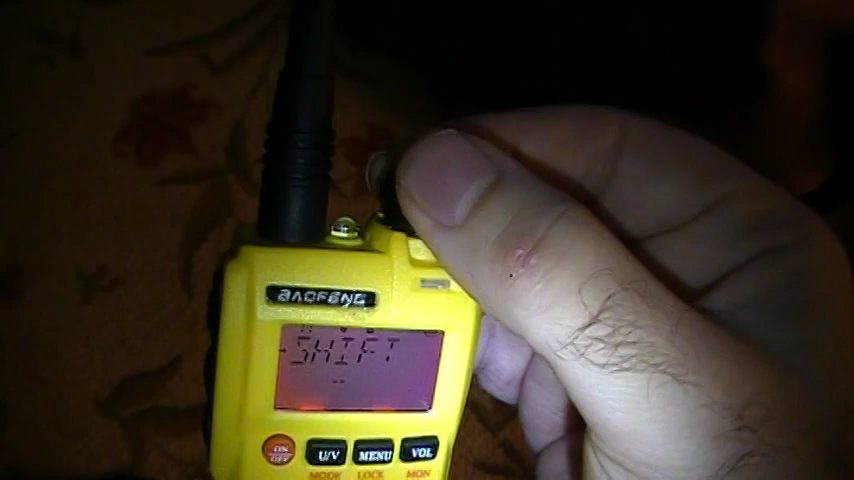 BAOFENG
SHIFT
--
ON
OFF
U/V
MENU
VOL
MODE
LOCK
MON